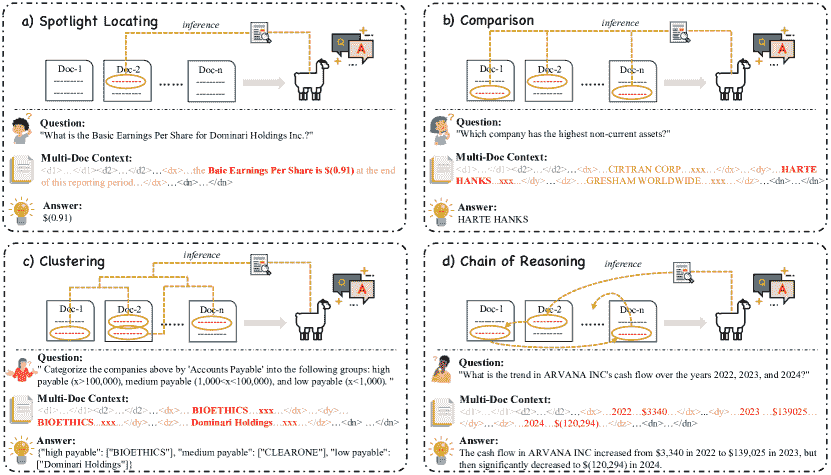 a) Spotlight Locating
inference
Q
A
Doc-1
Doc-2
Doc-n
......
Question:
"What is the Basic Earnings Per Share for Dominari Holdings Inc.?"
Multi-Doc Context:
<d1>…</d1><d2>…</d2>…<dx>…the Baie Earnings Per Share is $(0.91) at the end
of this reporting period…</dx>…<dn>…</dn>
Answer:
$(0.91)
b) Comparison
inference
Q
A
Doc-1
Doc-2
Doc-n
......
Question:
"Which company has the highest non-current assets?"
Multi-Doc Context:
<d1>…</d1><d2>…</d2>…<dx>…CIRTRAN CORP…xxx…</dx>…<dy>…HARTE
HANKS…xxx…</dy>…<dz>…GRESHAM WORLDWIDE…xxx…</dz>…<dn>…</dn>
Answer:
HARTE HANKS
c) Clustering
inference
Q
A
Doc-1
Doc-2
Doc-n
......
Question:
" Categorize the companies above by 'Accounts Payable' into the following groups: high
payable (x>100,000), medium payable (1,000<x<100,000), and low payable (x<1,000). "
Multi-Doc Context:
<d1>…</d1><d2>…</d2>…<dx>… BIOETHICS…xxx…</dx>…<dy>…
BIOETHICS…xxx…</dy>…<dz>… Dominari Holdings…xxx…</dz>…<dn> …</dn>
Answer:
{"high payable": ["BIOETHICS"], "medium payable": ["CLEARONE"], "low payable":
["Dominari Holdings"]}
d) Chain of Reasoning
inference
Q
A
Doc-1
Doc-2
Doc-n
......
Question:
"What is the trend in ARVANA INC's cash flow over the years 2022, 2023, and 2024?"
Multi-Doc Context:
<d1>…</d1><d2>…</d2>…<dx>…2022…$3340…</dx>…<dy>…2023…$139025…
</dy>…<dz>…2024…$(120,294)…</dz>…<dn>…</dn>
Answer:
The cash flow in ARVANA INC increased from $3,340 in 2022 to $139,025 in 2023, but
then significantly decreased to $(120,294) in 2024.